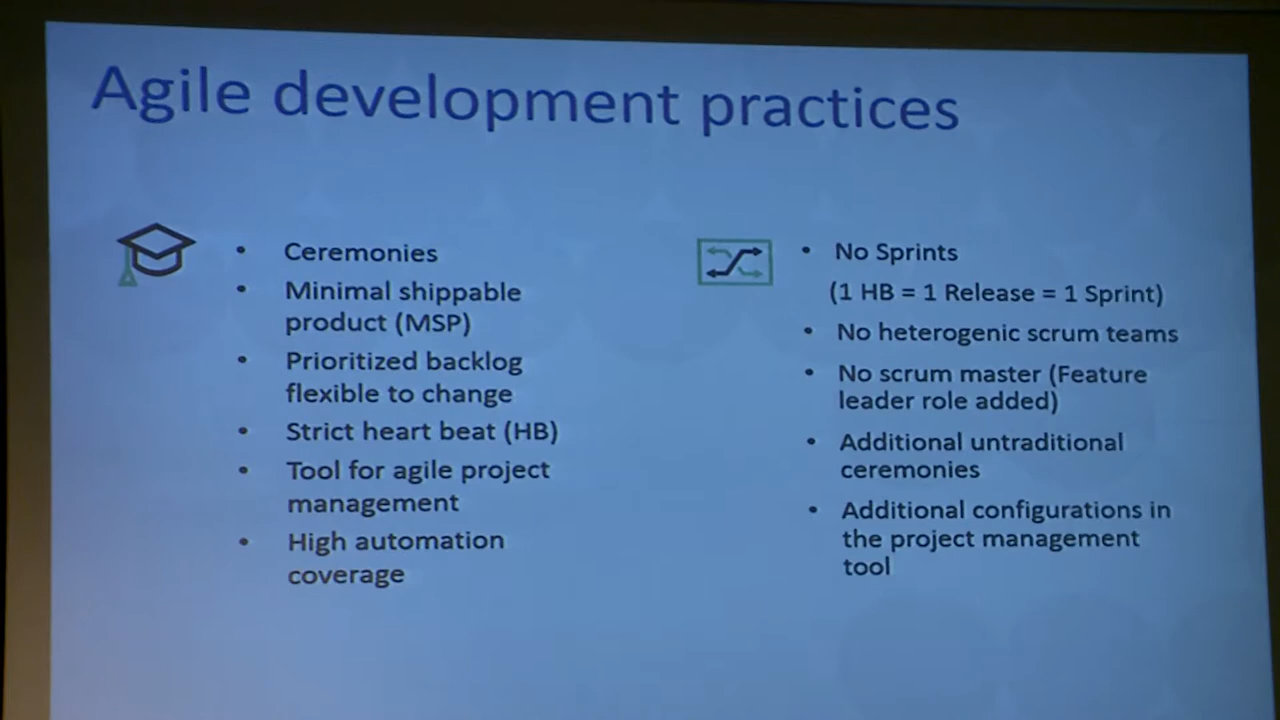 Agile development practices
• Ceremonies
• Minimal shippable
product (MSP)
• Prioritized backlog
flexible to change
• Strict heart beat (HB)
• Tool for agile project
management
• High automation
coverage
• No Sprints
(1 HB = 1 Release = 1 Sprint)
• No heterogenic scrum teams
• No scrum master (Feature
leader role added)
• Additional untraditional
ceremonies
• Additional configurations in
the project management
tool